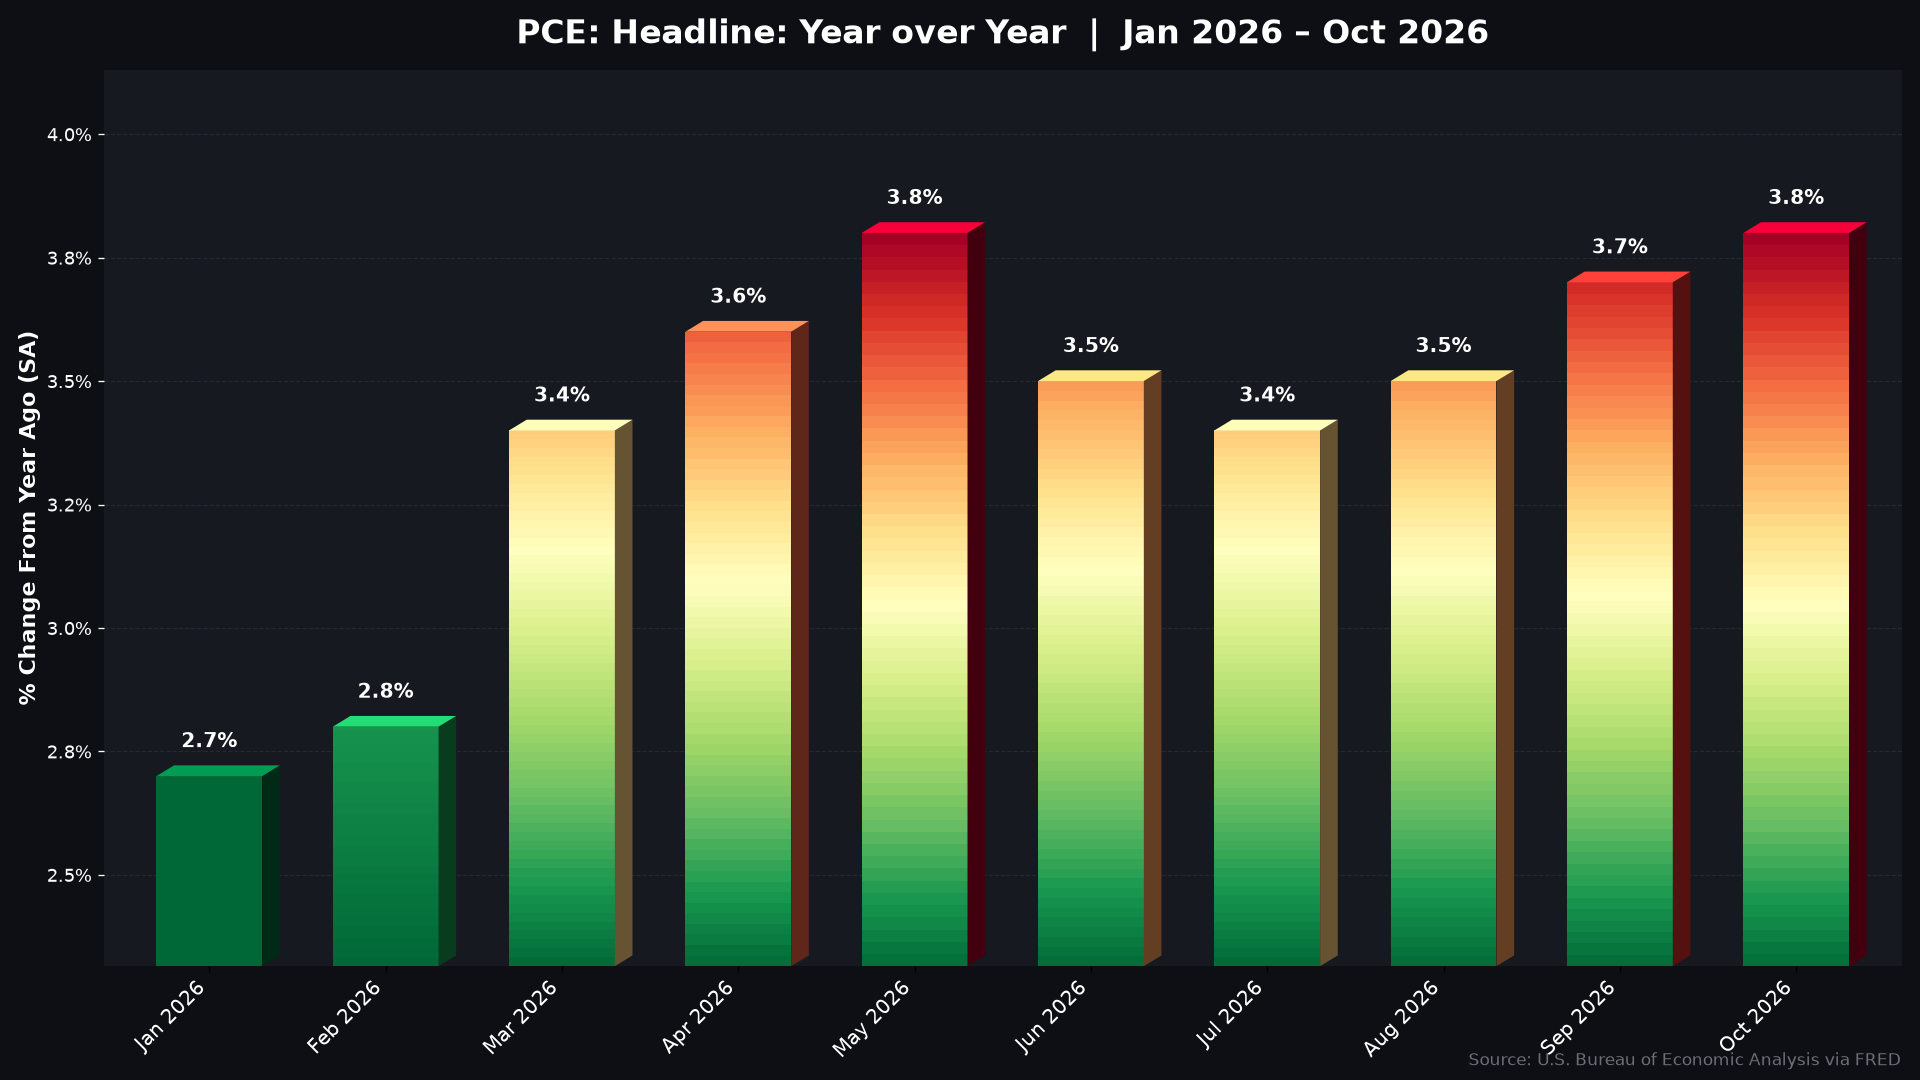 PCE: Headline: Year over Year | Jan 2026 – Oct 2026
% Change From Year Ago (SA)
4.0%
3.8%
3.5%
3.2%
3.0%
2.8%
2.5%
2.7%
2.8%
3.4%
3.6%
3.8%
3.5%
3.4%
3.5%
3.7%
3.8%
Jan 2026
Feb 2026
Mar 2026
Apr 2026
May 2026
Jun 2026
Jul 2026
Aug 2026
Sep 2026
Oct 2026
Source: U.S. Bureau of Economic Analysis via FRED